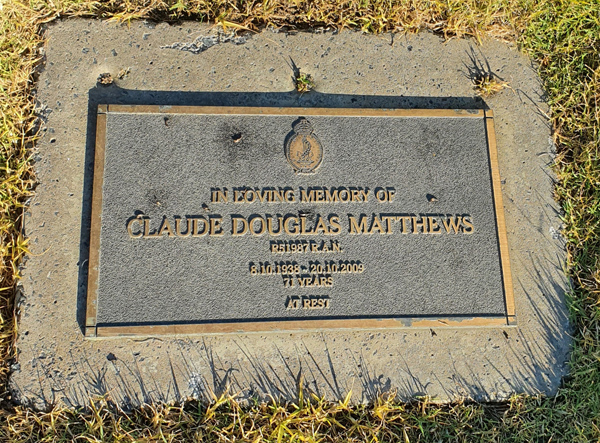 IN LOVING MEMORY OF
CLAUDE DOUGLAS MATTHEWS
R51987 R.A.N.
8.10.1938 - 20.10.2009
71 YEARS
AT REST